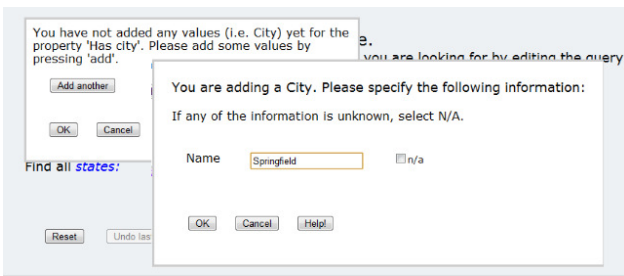 You have not added any values (i.e. City) yet for the
property 'Has city'. Please add some values by
pressing 'add'.
Add another
OK Cancel
e.
you are looking for by editing the query
You are adding a City. Please specify the following information:
If any of the information is unknown, select N/A.
Name Springfield n/a
OK Cancel Help!
Find all states:
Reset Undo las